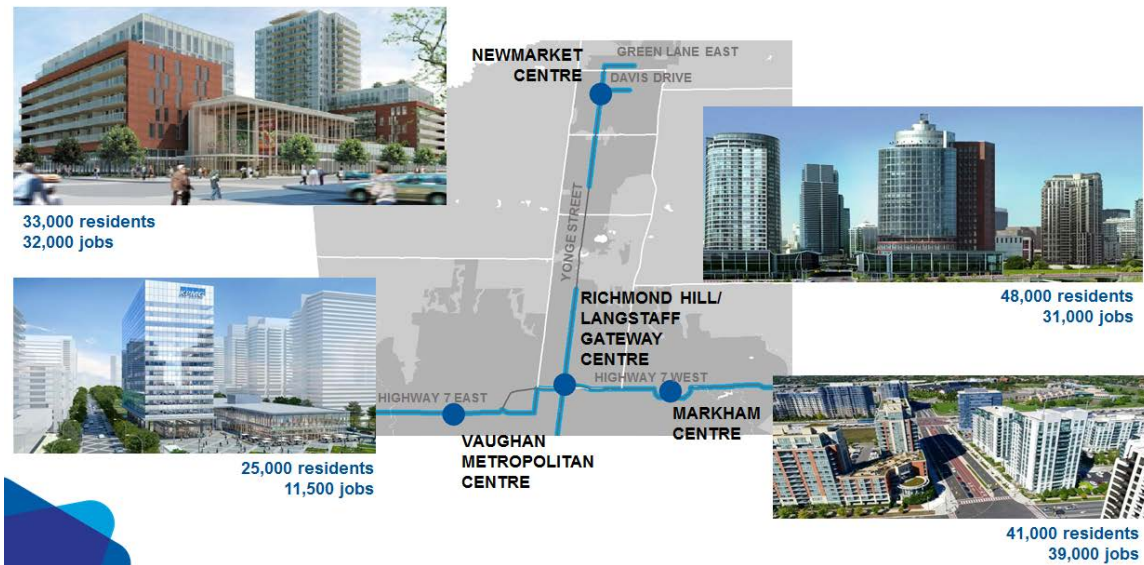 NEWMARKET
CENTRE
GREEN LANE EAST
DAVIS DRIVE
33,000 residents
32,000 jobs
YONGE STREET
48,000 residents
31,000 jobs
KPMG
RICHMOND HILL/
LANGSTAFF
GATEWAY
CENTRE
HIGHWAY 7 EAST
HIGHWAY 7 WEST
MARKHAM
CENTRE
VAUGHAN
METROPOLITAN
CENTRE
25,000 residents
11,500 jobs
41,000 residents
39,000 jobs